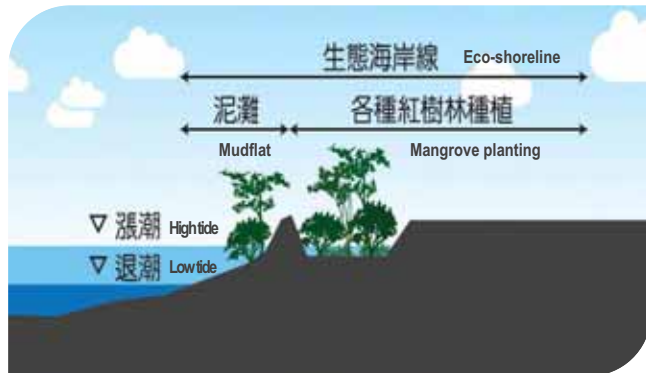 生態海岸線 Eco-shoreline
泥灘 各種紅樹林種植
Mudflat Mangrove planting
漲潮 Hightide
退潮 Lowtide